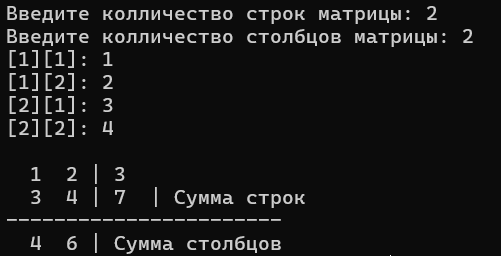 Введите колличество строк матрицы: 2
Введите колличество столбцов матрицы: 2
[1][1]: 1
[1][2]: 2
[2][1]: 3
[2][2]: 4
1 2 | 3
3 4 | 7 | Сумма строк
-----------------------
4 6 | Сумма столбцов